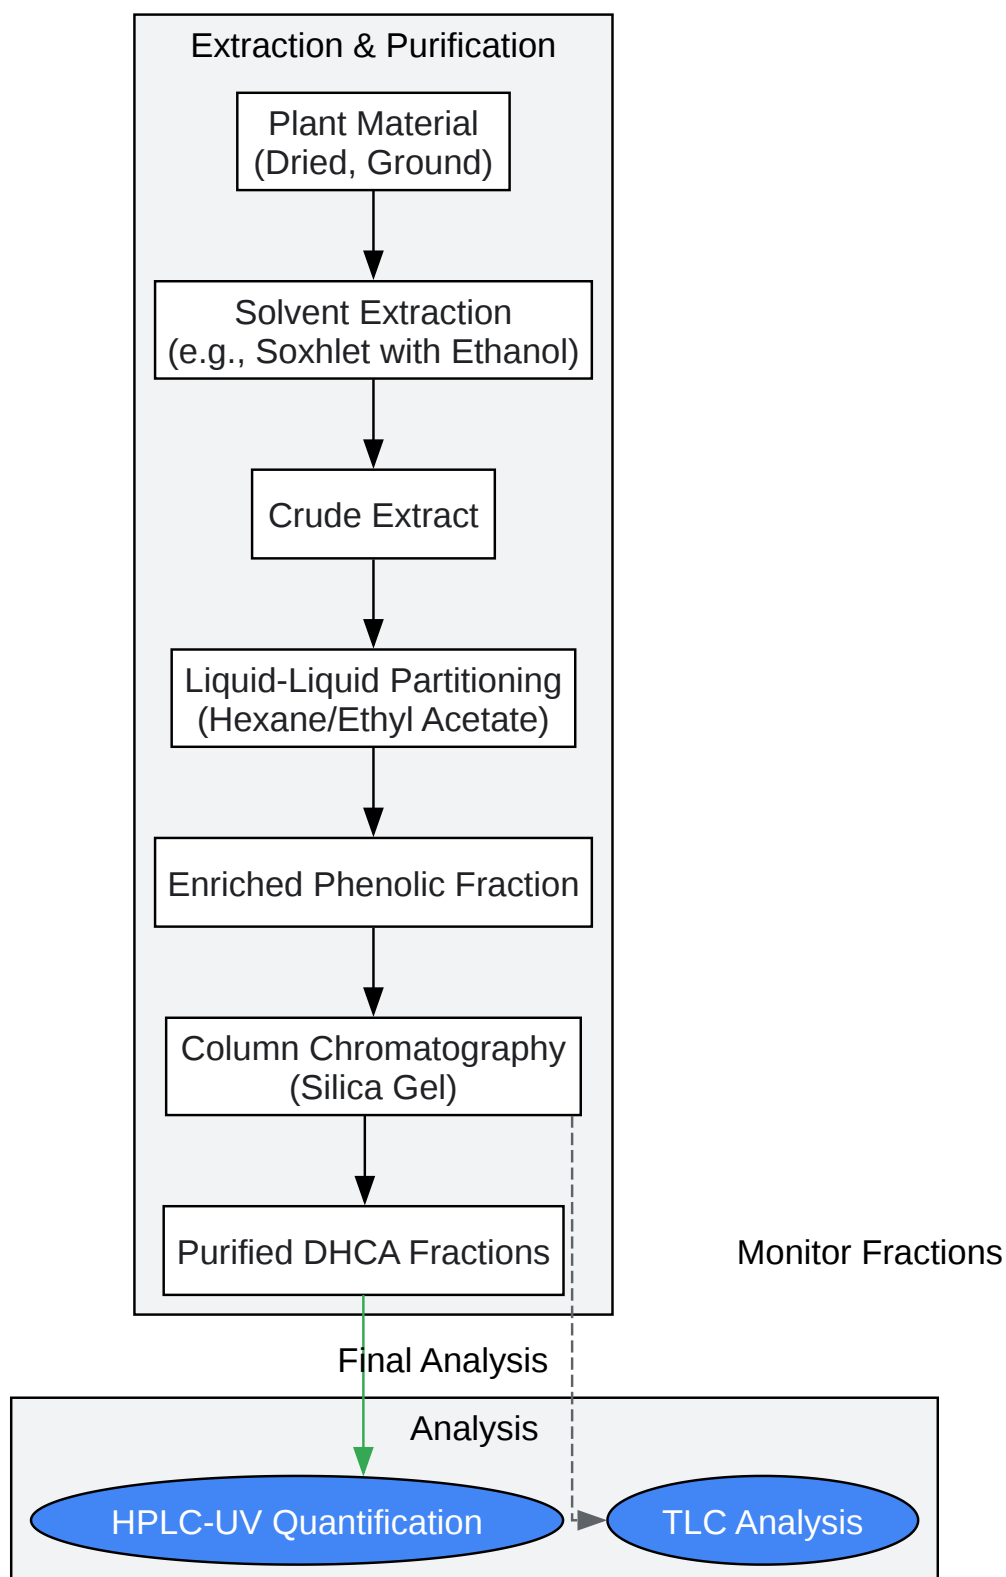 Extraction & Purification
Plant Material
(Dried, Ground)
Solvent Extraction
(e.g., Soxhlet with Ethanol)
Crude Extract
Liquid-Liquid Partitioning
(Hexane/Ethyl Acetate)
Enriched Phenolic Fraction
Column Chromatography
(Silica Gel)
Purified DHCA Fractions
Monitor Fractions
Final Analysis
Analysis
HPLC-UV Quantification
TLC Analysis